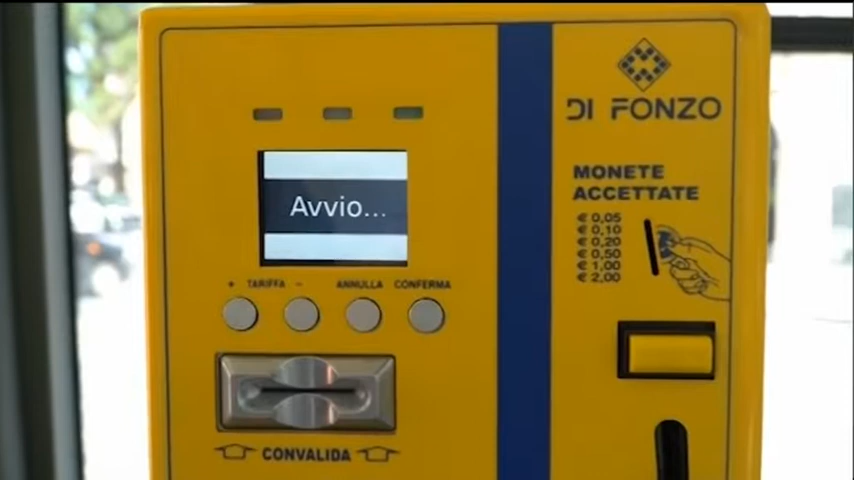 DI FONZO
MONETE
ACCETTATE
€ 0,05
€ 0,10
€ 0,20
€ 0,50
€ 1,00
€ 2,00
Avvio...
+ TARIFFA - ANNULLA CONFERMA
CONVALIDA